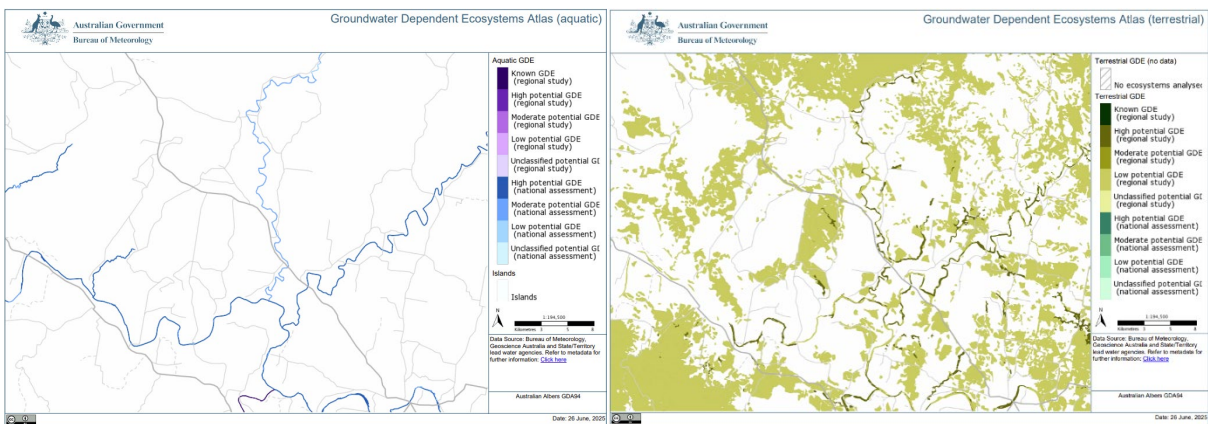 Australian Government
Bureau of Meteorology
Groundwater Dependent Ecosystems Atlas (aquatic)
Aquatic GDE
Known GDE
(regional study)
High potential GDE
(regional study)
Moderate potential GDE
(regional study)
Low potential GDE
(regional study)
Unclassified potential GI
(regional study)
High potential GDE
(national assessment)
Moderate potential GDE
(national assessment)
Low potential GDE
(national assessment)
Unclassified potential GI
(national assessment)
Islands
Islands
N
1:194,500
Kilometres
Data Source: Bureau of Meteorology,
Geoscience Australia and State/Territory
lead water agencies. Refer to metadata for
further information: Click here
Australian Albers GDA94
Date: 26 June, 2025
Australian Government
Bureau of Meteorology
Groundwater Dependent Ecosystems Atlas (terrestrial)
Terrestrial GDE (no data)
No ecosystems analysed
Terrestrial GDE
Known GDE
(regional study)
High potential GDE
(regional study)
Moderate potential GDE
(regional study)
Low potential GDE
(regional study)
Unclassified potential GI
(regional study)
High potential GDE
(national assessment)
Moderate potential GDE
(national assessment)
Low potential GDE
(national assessment)
Unclassified potential GI
(national assessment)
N
1:194,500
Kilometres
Data Source: Bureau of Meteorology,
Geoscience Australia and State/Territory
lead water agencies. Refer to metadata for
further information: Click here
Australian Albers GDA94
Date: 26 June, 2025